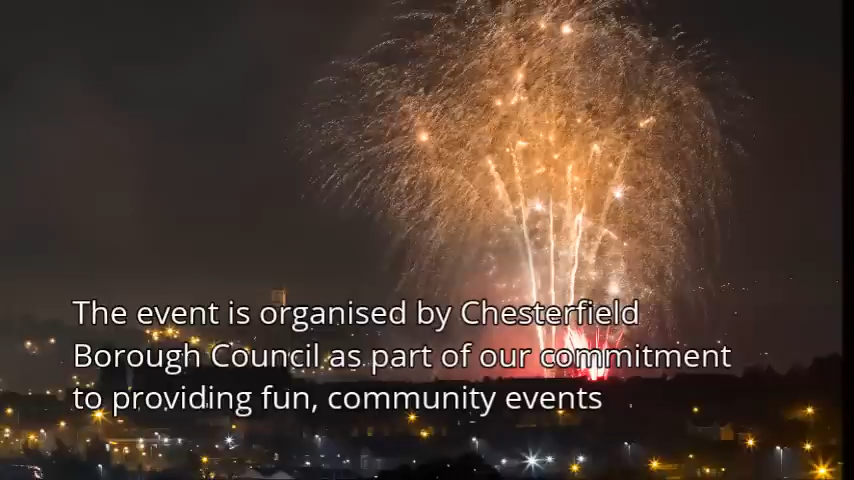 The event is organised by Chesterfield
Borough Council as part of our commitment
to providing fun, community events